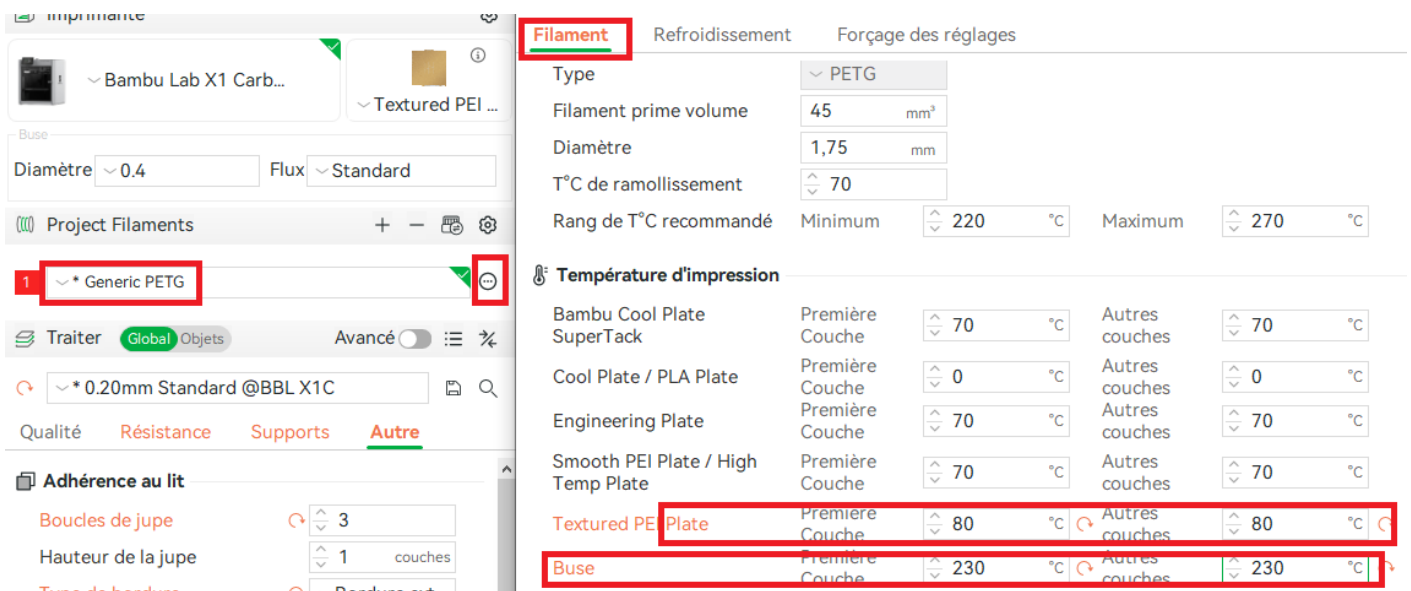 Imprimante
Bambu Lab X1 Carb...
Textured PEI ...
Buse
Diamètre 0.4 Flux Standard
Project Filaments
1 * Generic PETG
Traiter Global Objets Avancé
* 0.20mm Standard @BBL X1C
Qualité Résistance Supports Autre
Adhérence au lit
Boucles de jupe 3
Hauteur de la jupe 1 couches
Type de bordure Bordure ext
Filament Refroidissement Forçage des réglages
Type PETG
Filament prime volume 45 mm³
Diamètre 1,75 mm
T°C de ramollissement 70
Rang de T°C recommandé Minimum 220 °C Maximum 270 °C
Température d'impression
Bambu Cool Plate SuperTack Première Couche 70 °C Autres couches 70 °C
Cool Plate / PLA Plate Première Couche 0 °C Autres couches 0 °C
Engineering Plate Première Couche 70 °C Autres couches 70 °C
Smooth PEI Plate / High Temp Plate Première Couche 70 °C Autres couches 70 °C
Textured PEI Plate Première Couche 80 °C Autres couches 80 °C
Buse Première Couche 230 °C Autres couches 230 °C